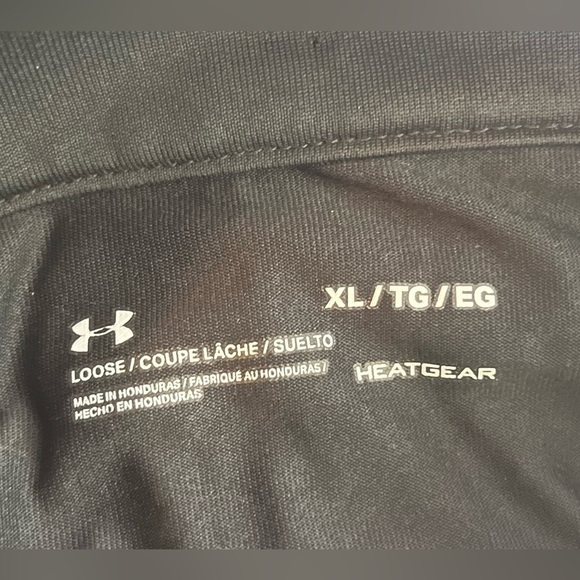 XL/TG/EG
LOOSE / COUPE LÂCHE / SUELTO
HEATGEAR
MADE IN HONDURAS / FABRIQUÉ AU HONDURAS /
HECHO EN HONDURAS